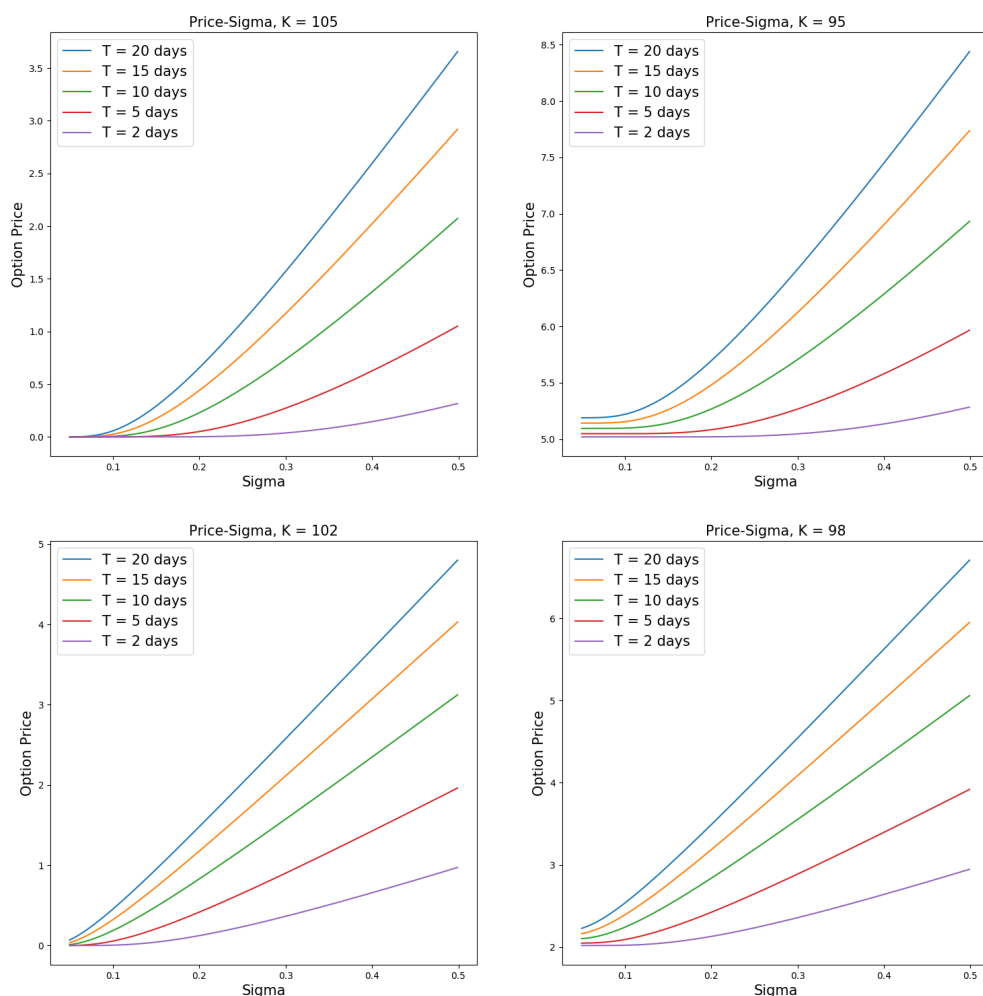 Price-Sigma, K = 105
T = 20 days
T = 15 days
T = 10 days
T = 5 days
T = 2 days
3.5
3.0
2.5
2.0
1.5
1.0
0.5
0.0
Option Price
0.1 0.2 0.3 0.4 0.5
Sigma
Price-Sigma, K = 95
T = 20 days
T = 15 days
T = 10 days
T = 5 days
T = 2 days
8.5
8.0
7.5
7.0
6.5
6.0
5.5
5.0
Option Price
0.1 0.2 0.3 0.4 0.5
Sigma
Price-Sigma, K = 102
T = 20 days
T = 15 days
T = 10 days
T = 5 days
T = 2 days
5
4
3
2
1
0
Option Price
0.1 0.2 0.3 0.4 0.5
Sigma
Price-Sigma, K = 98
T = 20 days
T = 15 days
T = 10 days
T = 5 days
T = 2 days
6
5
4
3
2
Option Price
0.1 0.2 0.3 0.4 0.5
Sigma